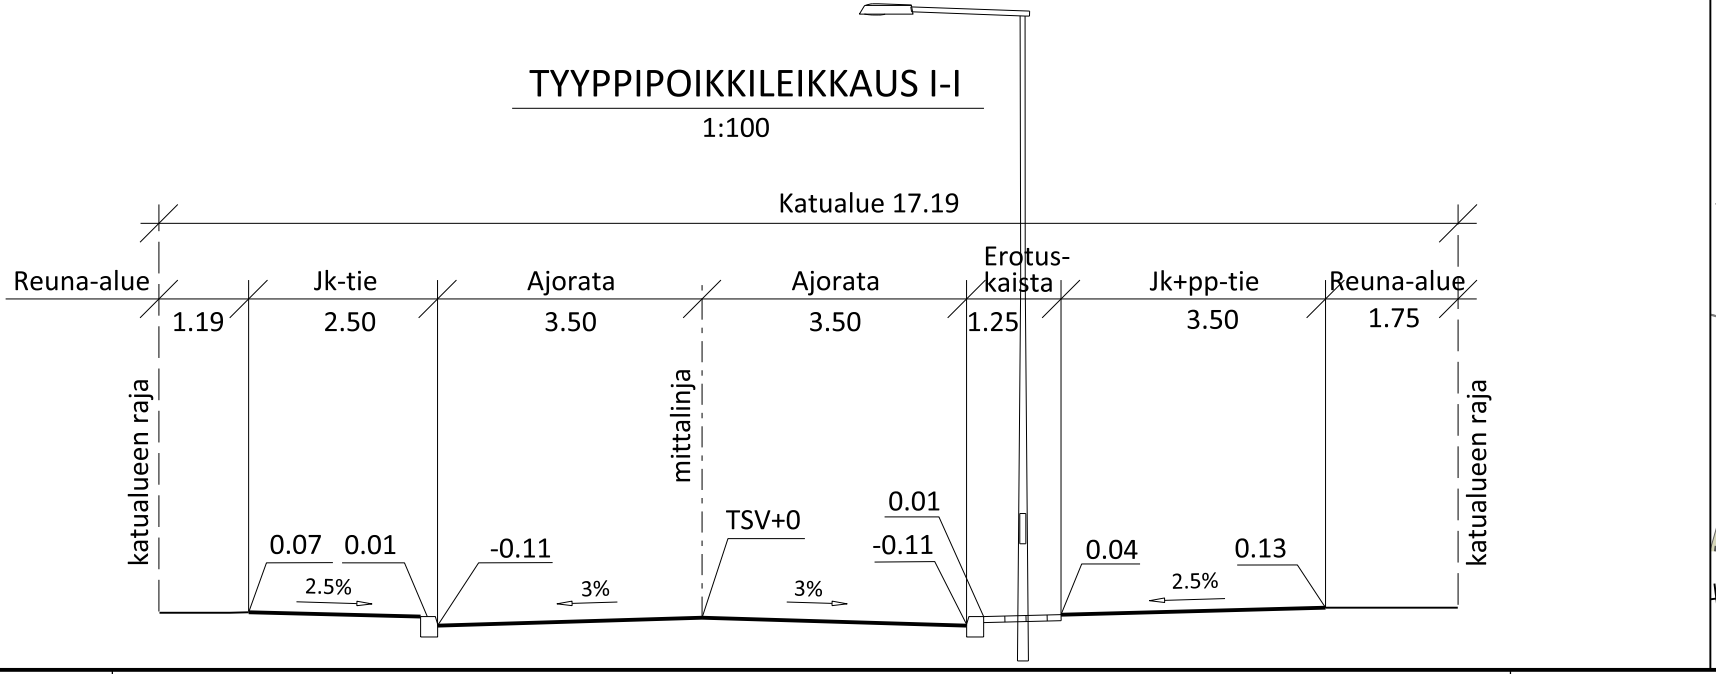 TYYPPIPOIKKILEIKKAUS I-I
1:100
Katualue 17.19
Reuna-alue
Jk-tie
Ajorata
Ajorata
Erotus-
kaista
Jk+pp-tie
Reuna-alue
1.19
2.50
3.50
3.50
1.25
3.50
1.75
katualueen raja
mittalinja
katualueen raja
0.07
0.01
-0.11
TSV+0
0.01
-0.11
0.04
0.13
2.5%
3%
3%
2.5%